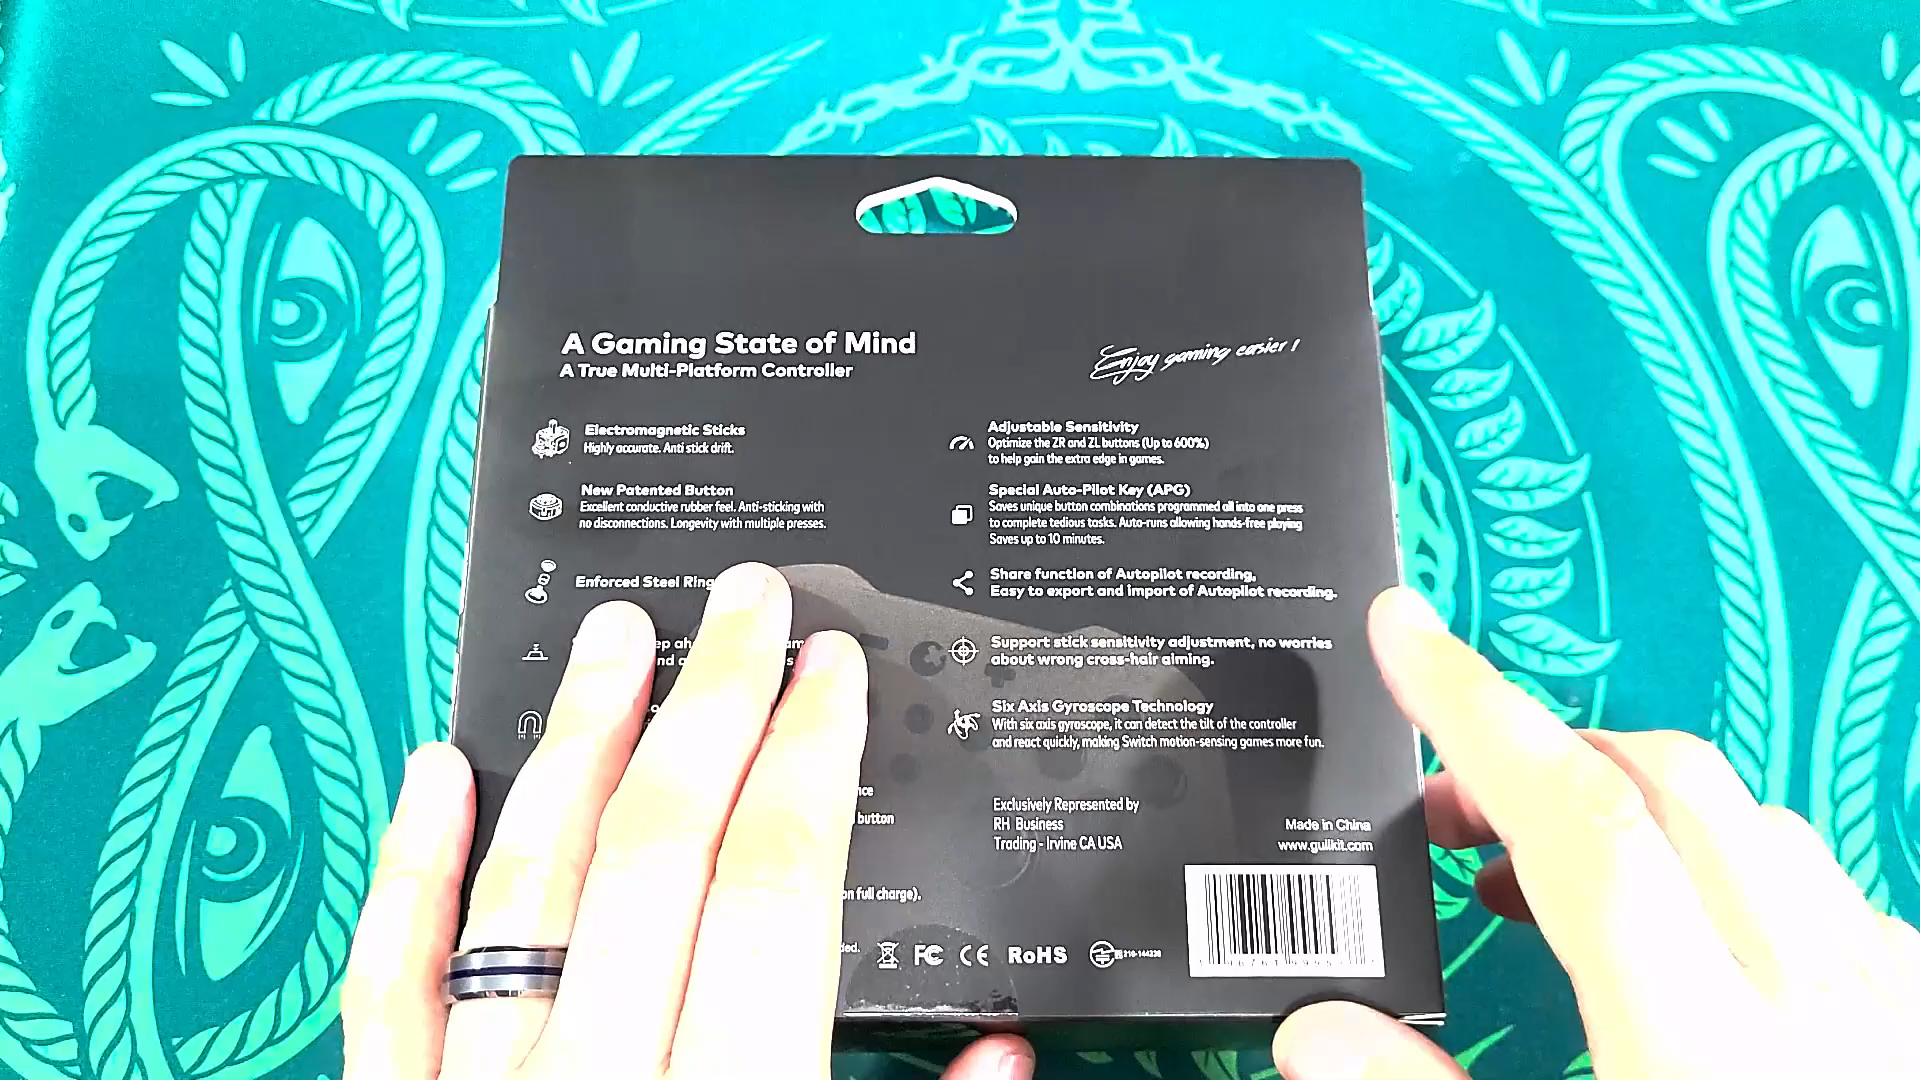 A Gaming State of Mind
A True Multi-Platform Controller
Enjoy gaming easier !
Electromagnetic Sticks
Highly accurate. Anti stick drift.
New Patented Button
Excellent conductive rubber feel. Anti-sticking with
no disconnections. Longevity with multiple presses.
Enforced Steel Ring
Adjustable Sensitivity
Optimize the ZR and ZL buttons (Up to 600%)
to help gain the extra edge in games.
Special Auto-Pilot Key (APG)
Saves unique button combinations programmed all into one press
to complete tedious tasks. Auto-runs allowing hands-free playing
Saves up to 10 minutes.
Share function of Autopilot recording,
Easy to export and import of Autopilot recording.
Support stick sensitivity adjustment, no worries
about wrong cross-hair aiming.
Six Axis Gyroscope Technology
With six axis gyroscope, it can detect the tilt of the controller
and react quickly, making Switch motion-sensing games more fun.
button
on full charge).
Exclusively Represented by
RH Business
Trading - Irvine CA USA
Made in China
www.gulikit.com
FC CE RoHS